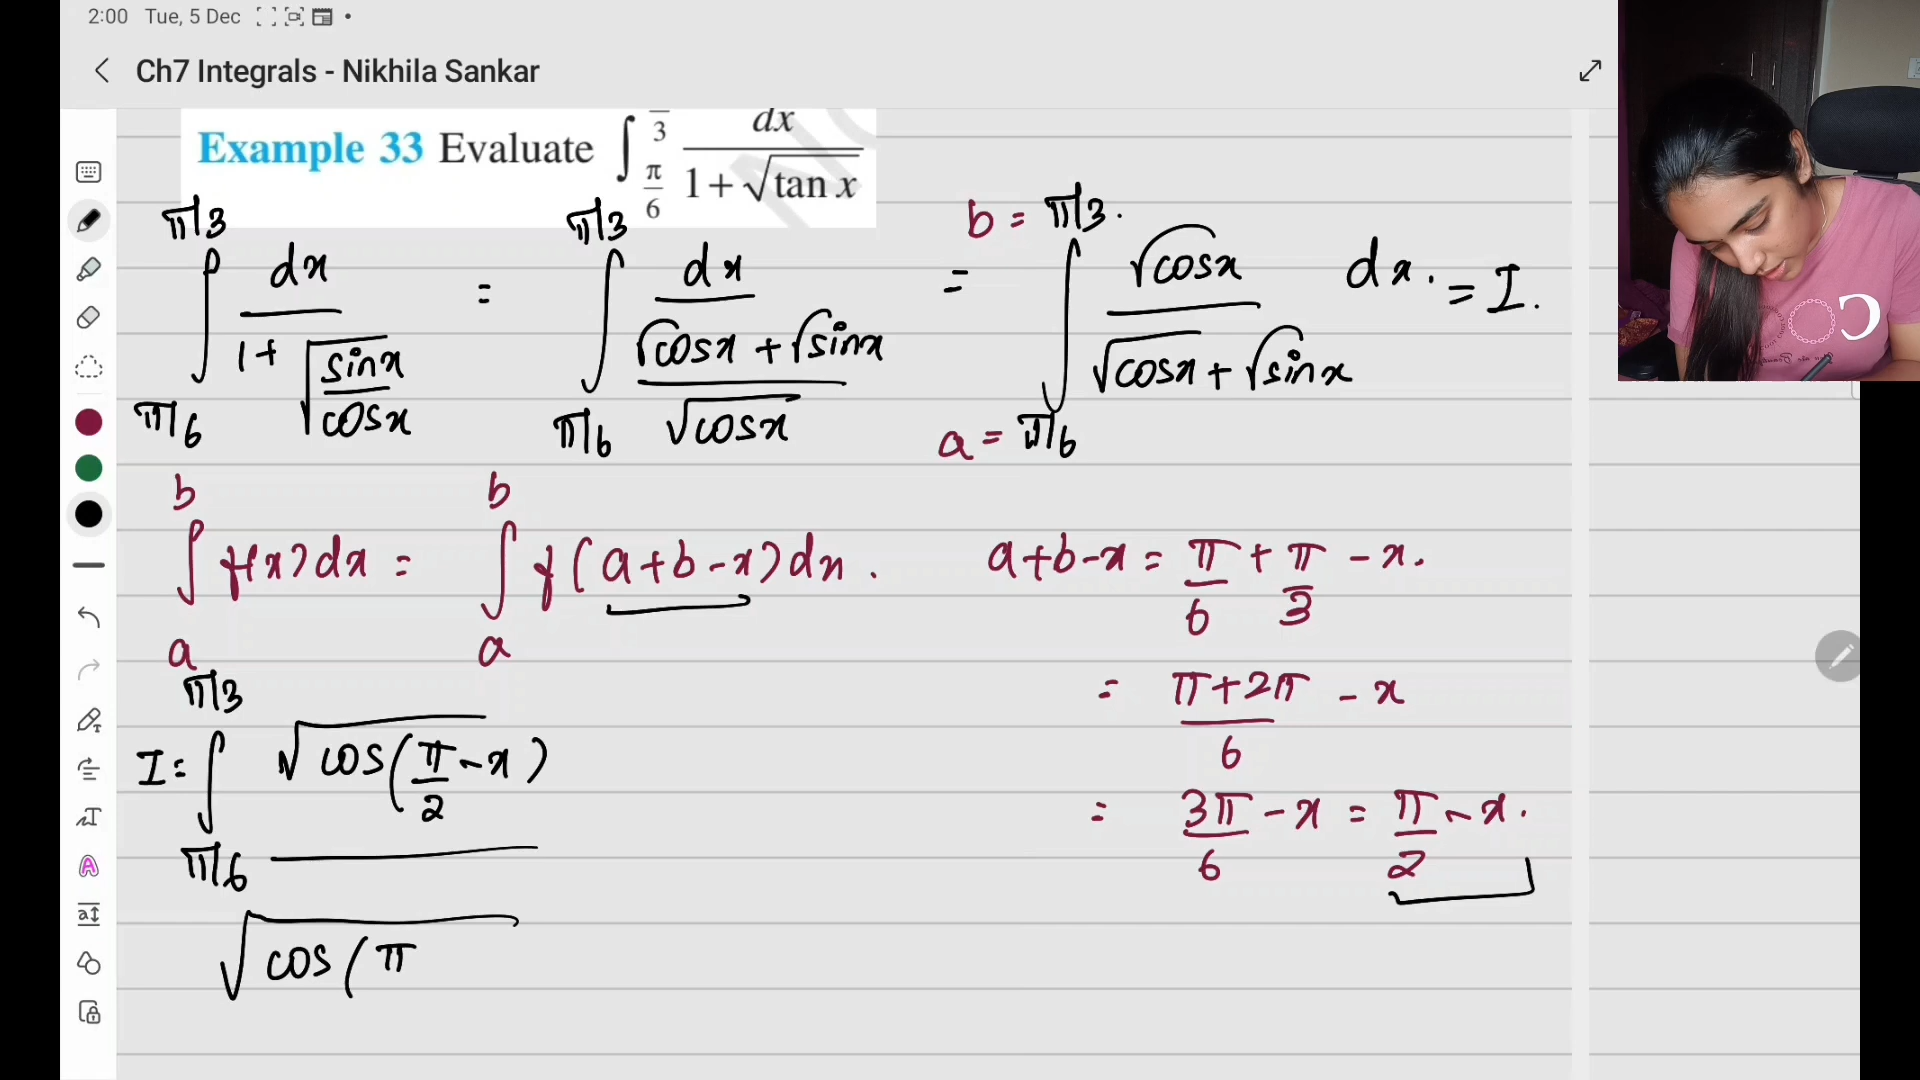 2:00 Tue, 5 Dec
Ch7 Integrals - Nikhila Sankar
Example 33 Evaluate ∫ π/6 3 dx / 1 + √tan x
π/3 ∫ π/6 dx / 1 + √(sinx / cosx) = π/3 ∫ π/6 dx / ((√cosx + √sinx) / √cosx) = b = π/3. ∫ a = π/6 √cosx / (√cosx + √sinx) dx. = I.
b ∫ a f(x) dx = b ∫ a f(a+b-x) dx. a+b-x = π/6 + π/3 - x.
= (π+2π)/6 - x
= 3π/6 - x = π/2 - x.
I = π/3 ∫ π/6 √cos(π/2 - x)
√cos(π